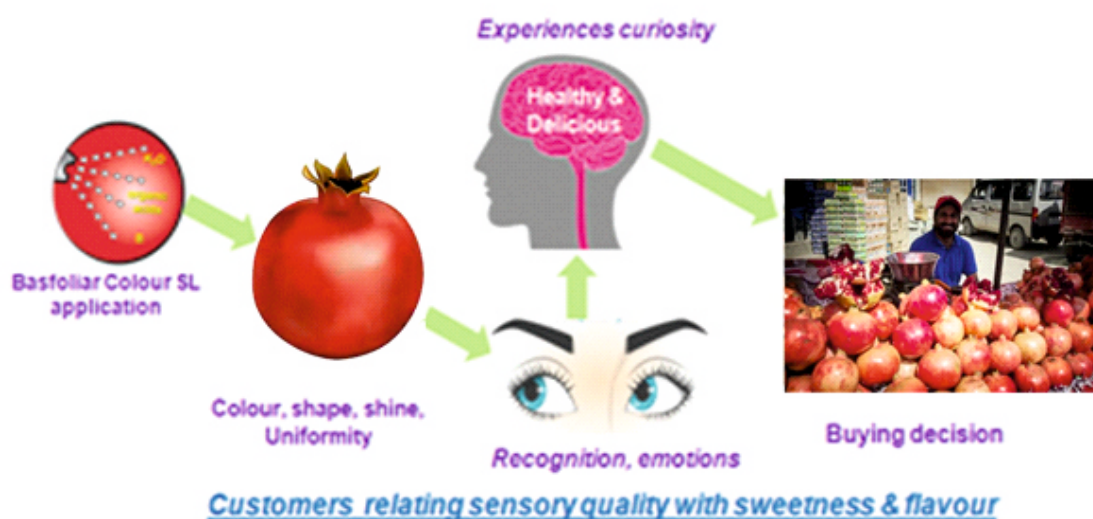 Experiences curiosity
Healthy &
Delicious
Basfoliar Colour SL
application
Colour, shape, shine,
Uniformity
Recognition, emotions
Buying decision
Customers relating sensory quality with sweetness & flavour